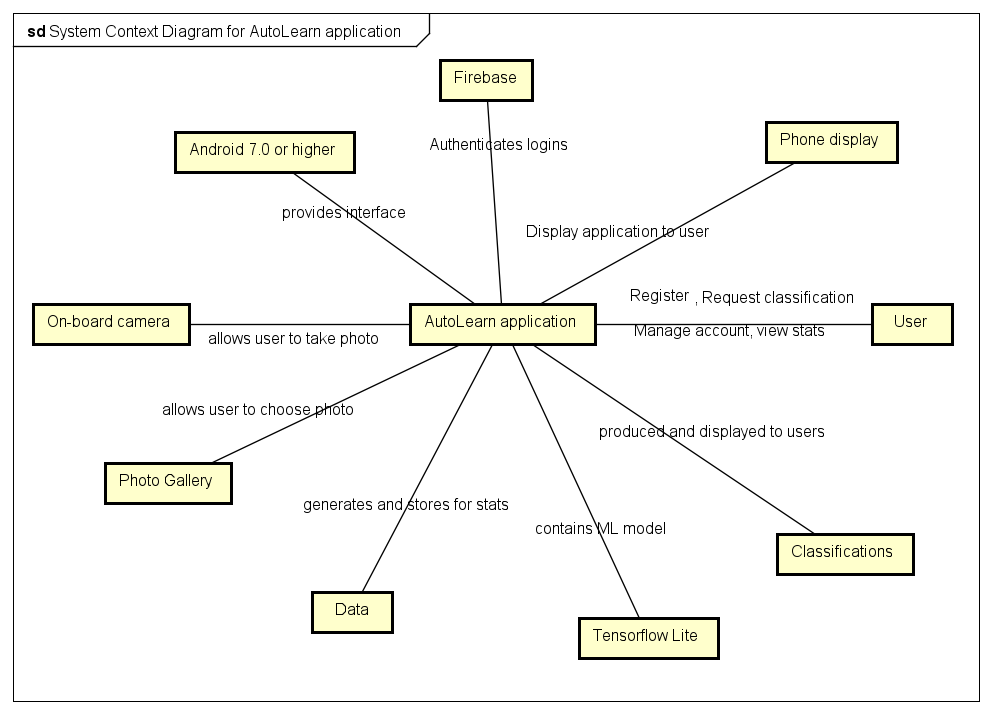 sd System Context Diagram for AutoLearn application
Firebase
Phone display
Android 7.0 or higher
Authenticates logins
provides interface
Display application to user
Register , Request classification
On-board camera
AutoLearn application
User
allows user to take photo
Manage account, view stats
allows user to choose photo
produced and displayed to users
Photo Gallery
generates and stores for stats
contains ML model
Classifications
Data
Tensorflow Lite